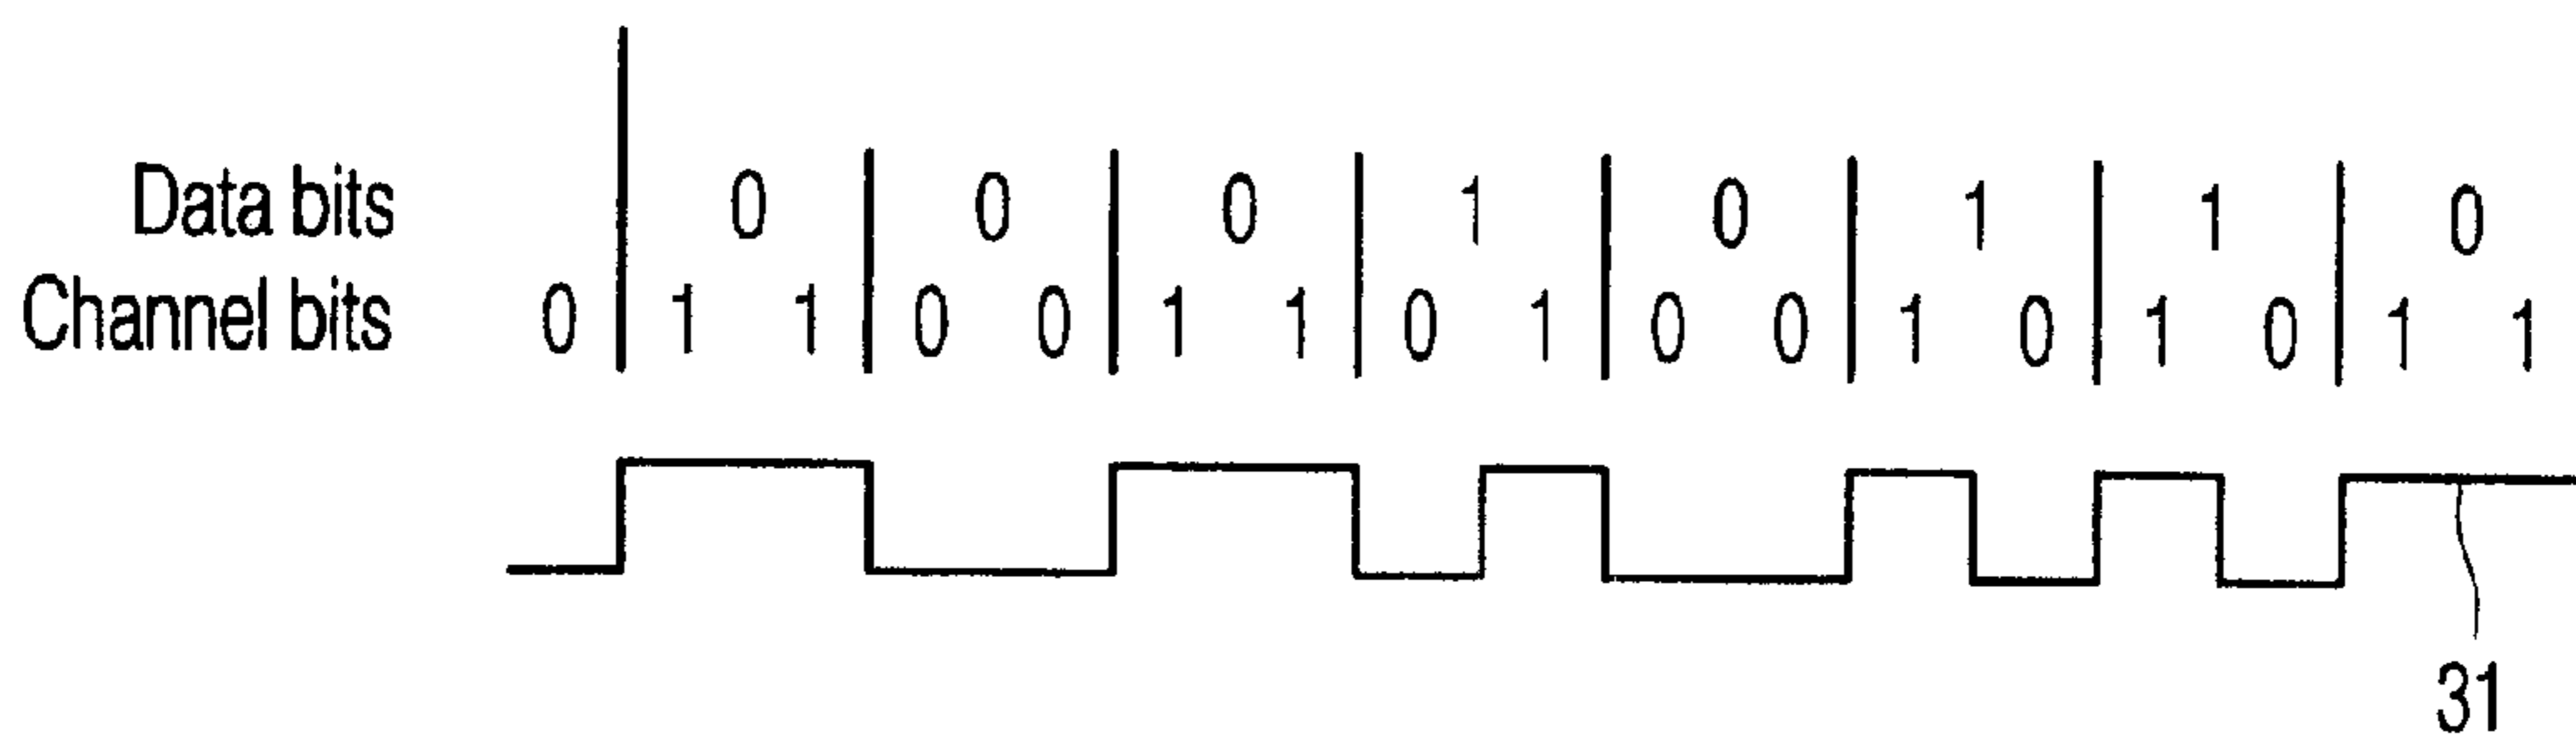 Data bits 0 0 0 1 0 1 1 0
Channel bits 0 1 1 0 0 1 1 0 1 0 0 1 0 1 0 1 1
31